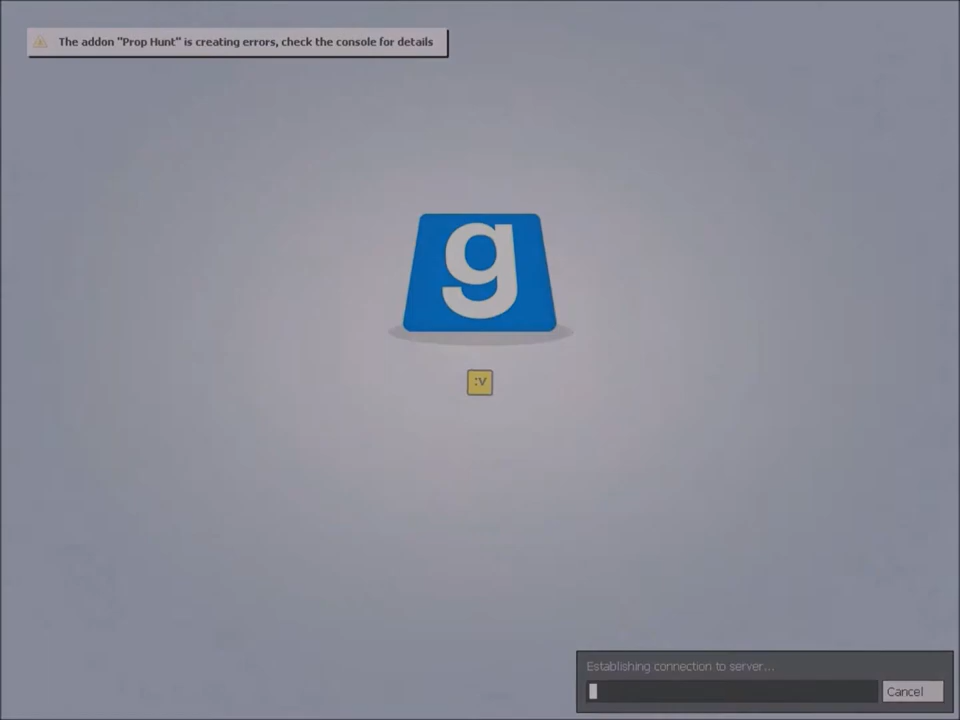 The addon "Prop Hunt" is creating errors, check the console for details
g
:v
Establishing connection to server...
Cancel